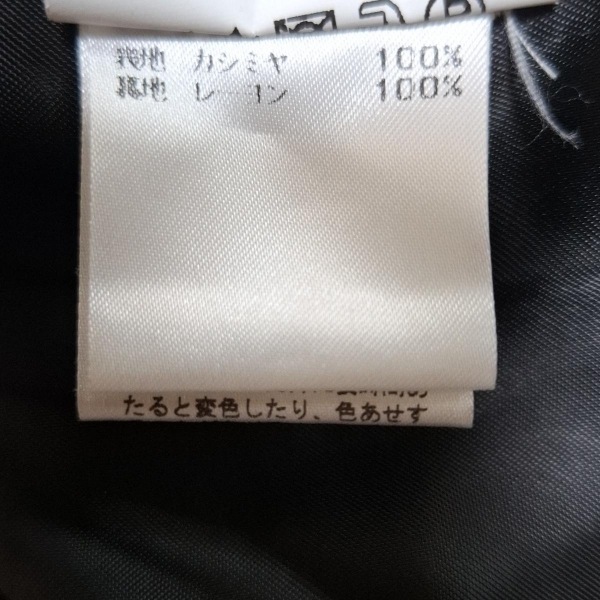 表地 カシミヤ 100%
裏地 レーヨン 100%
たると変色したり、色あせす